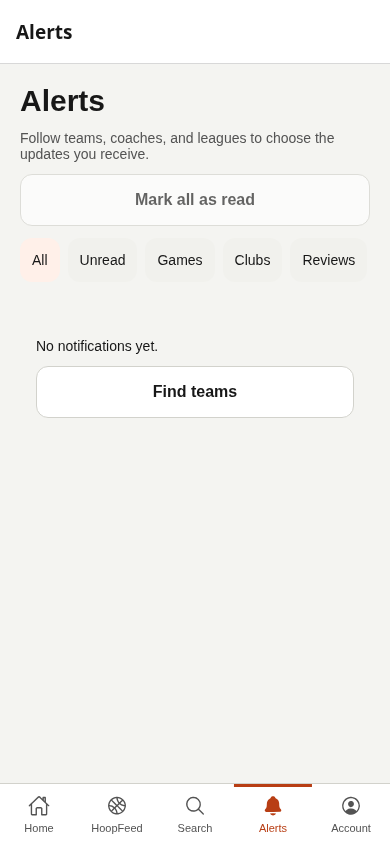 Alerts
Alerts
Follow teams, coaches, and leagues to choose the
updates you receive.
Mark all as read
All Unread Games Clubs Reviews
No notifications yet.
Find teams
Home HoopFeed Search Alerts Account